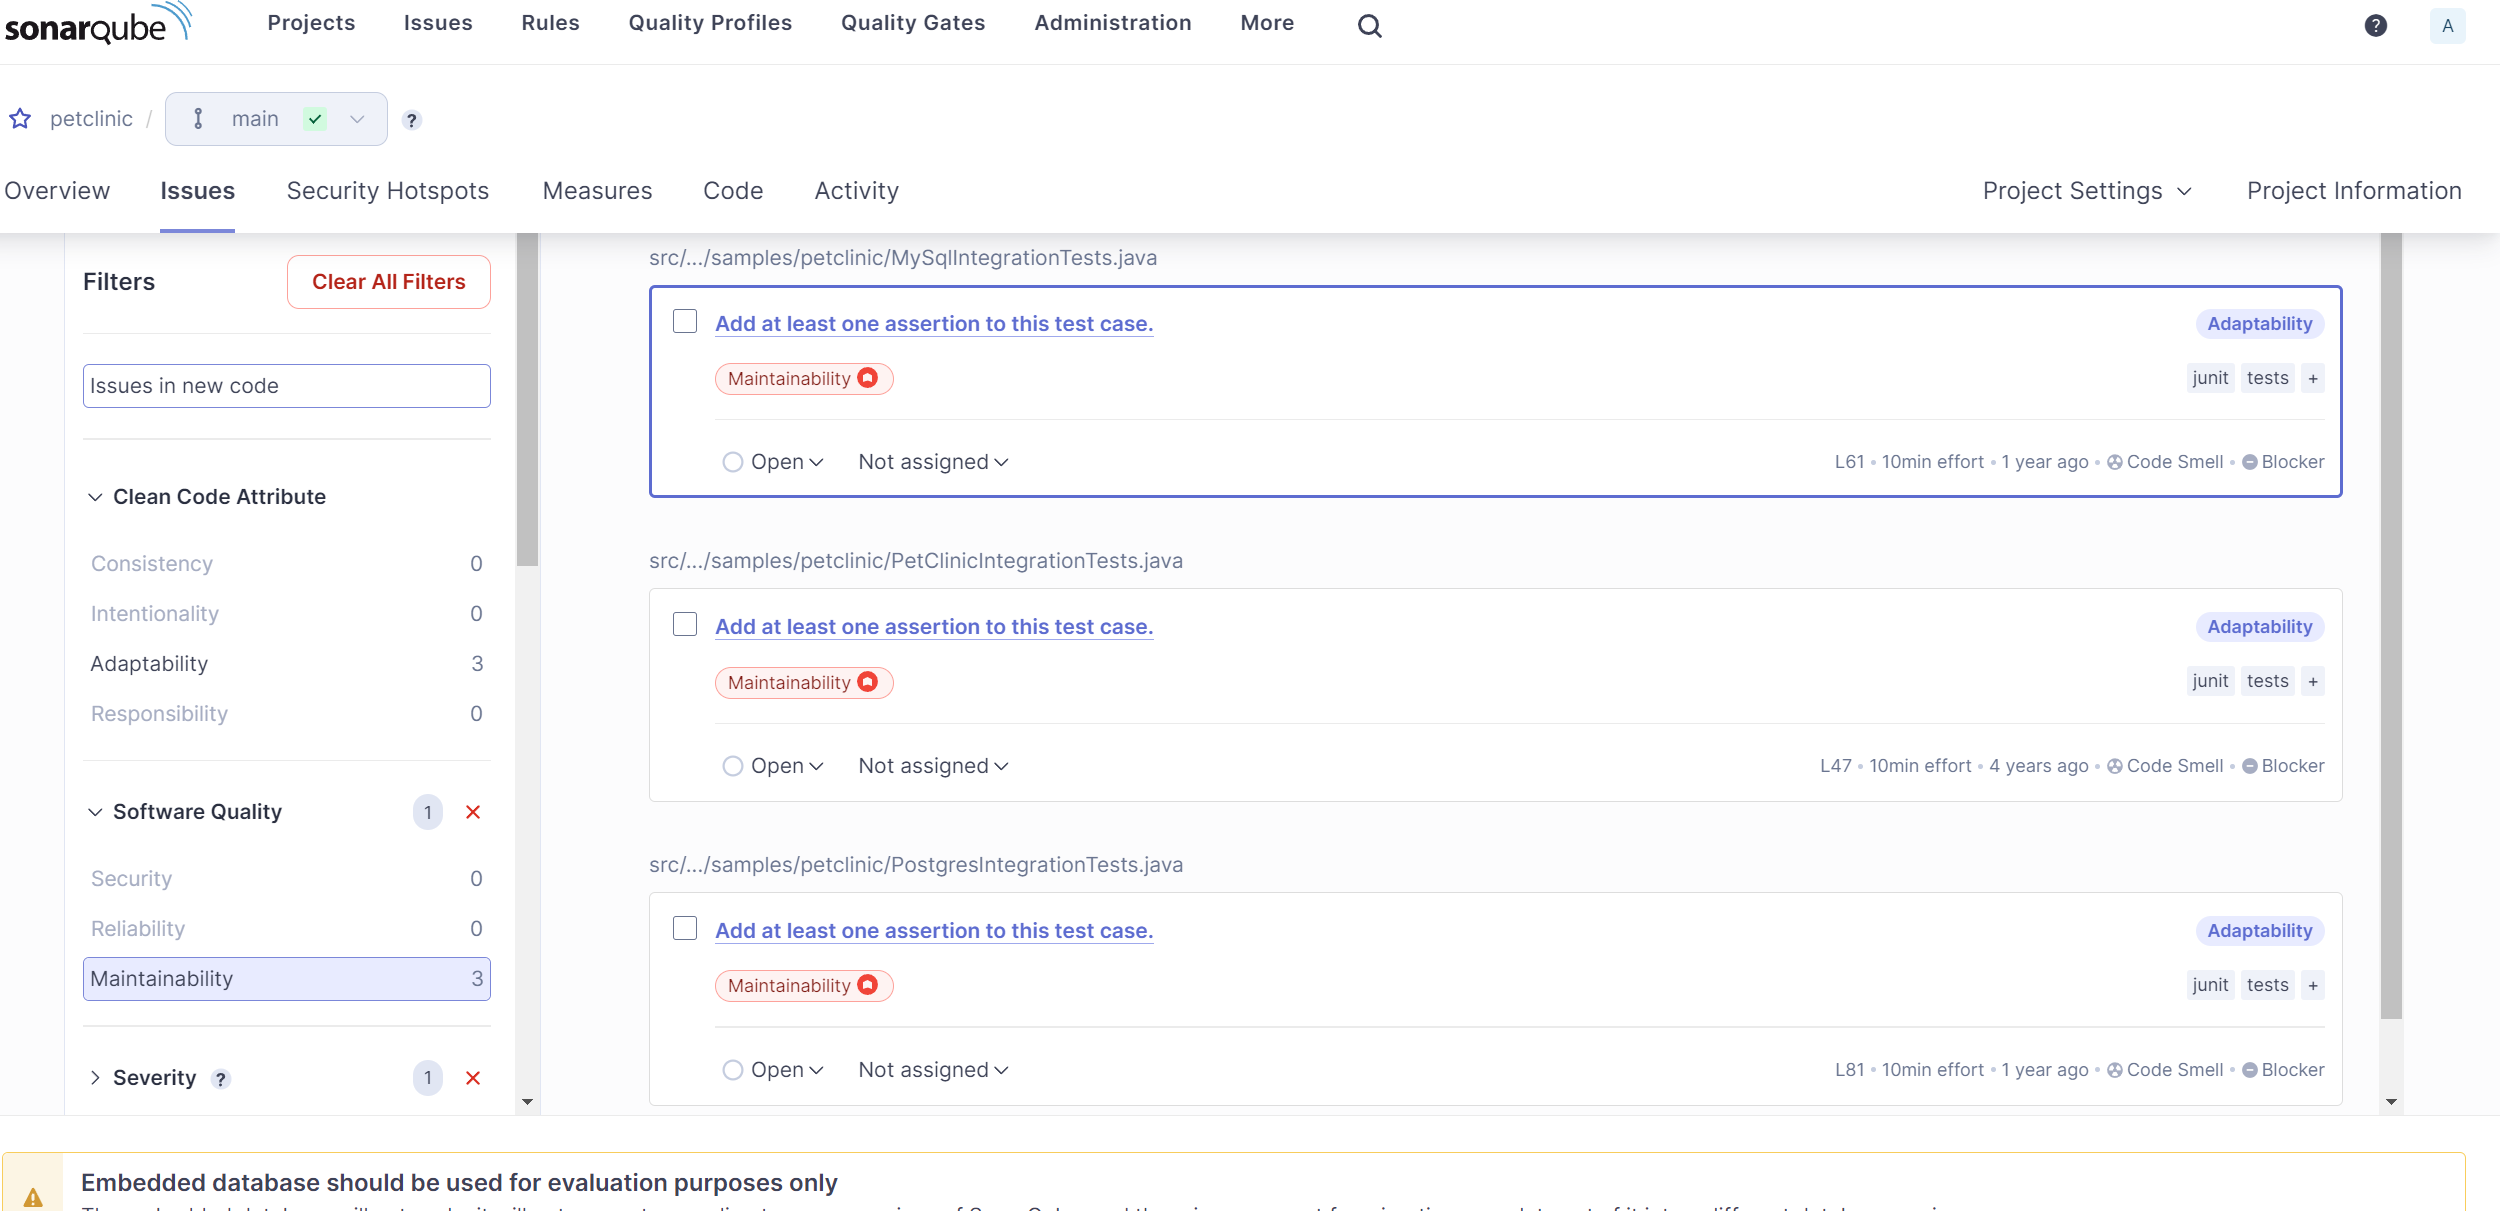 sonarqube Projects Issues Rules Quality Profiles Quality Gates Administration More ? A
petclinic / main ?
Overview Issues Security Hotspots Measures Code Activity Project Settings Project Information
Filters Clear All Filters
Issues in new code
Clean Code Attribute
Consistency 0
Intentionality 0
Adaptability 3
Responsibility 0
Software Quality 1
Security 0
Reliability 0
Maintainability 3
Severity ? 1
src/.../samples/petclinic/MySqlIntegrationTests.java
Add at least one assertion to this test case. Adaptability
Maintainability junit tests +
Open Not assigned L61 • 10min effort • 1 year ago • Code Smell • Blocker
src/.../samples/petclinic/PetClinicIntegrationTests.java
Add at least one assertion to this test case. Adaptability
Maintainability junit tests +
Open Not assigned L47 • 10min effort • 4 years ago • Code Smell • Blocker
src/.../samples/petclinic/PostgresIntegrationTests.java
Add at least one assertion to this test case. Adaptability
Maintainability junit tests +
Open Not assigned L81 • 10min effort • 1 year ago • Code Smell • Blocker
Embedded database should be used for evaluation purposes only